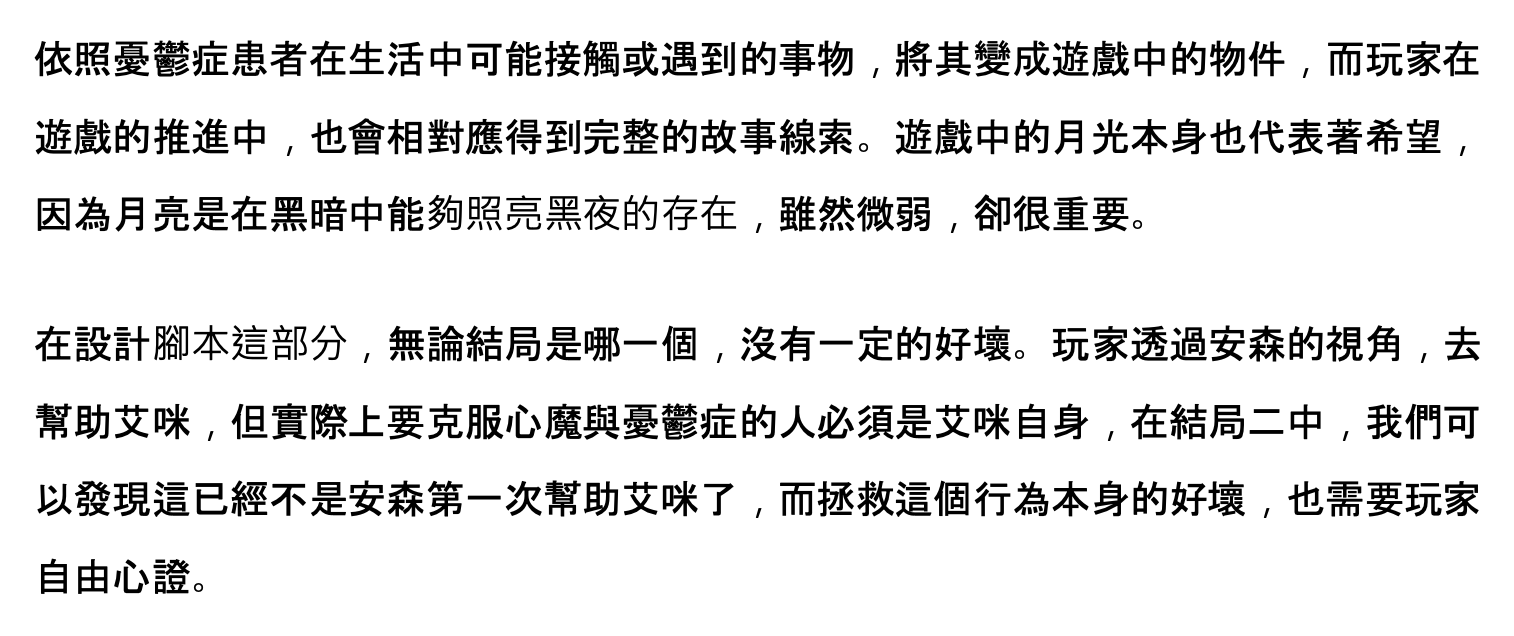 依照憂鬱症患者在生活中可能接觸或遇到的事物，將其變成遊戲中的物件，而玩家在
遊戲的推進中，也會相對應得到完整的故事線索。遊戲中的月光本身也代表著希望，
因為月亮是在黑暗中能夠照亮黑夜的存在，雖然微弱，卻很重要。
在設計腳本這部分，無論結局是哪一個，沒有一定的好壞。玩家透過安森的視角，去
幫助艾咪，但實際上要克服心魔與憂鬱症的人必須是艾咪自身，在結局二中，我們可
以發現這已經不是安森第一次幫助艾咪了，而拯救這個行為本身的好壞，也需要玩家
自由心證。